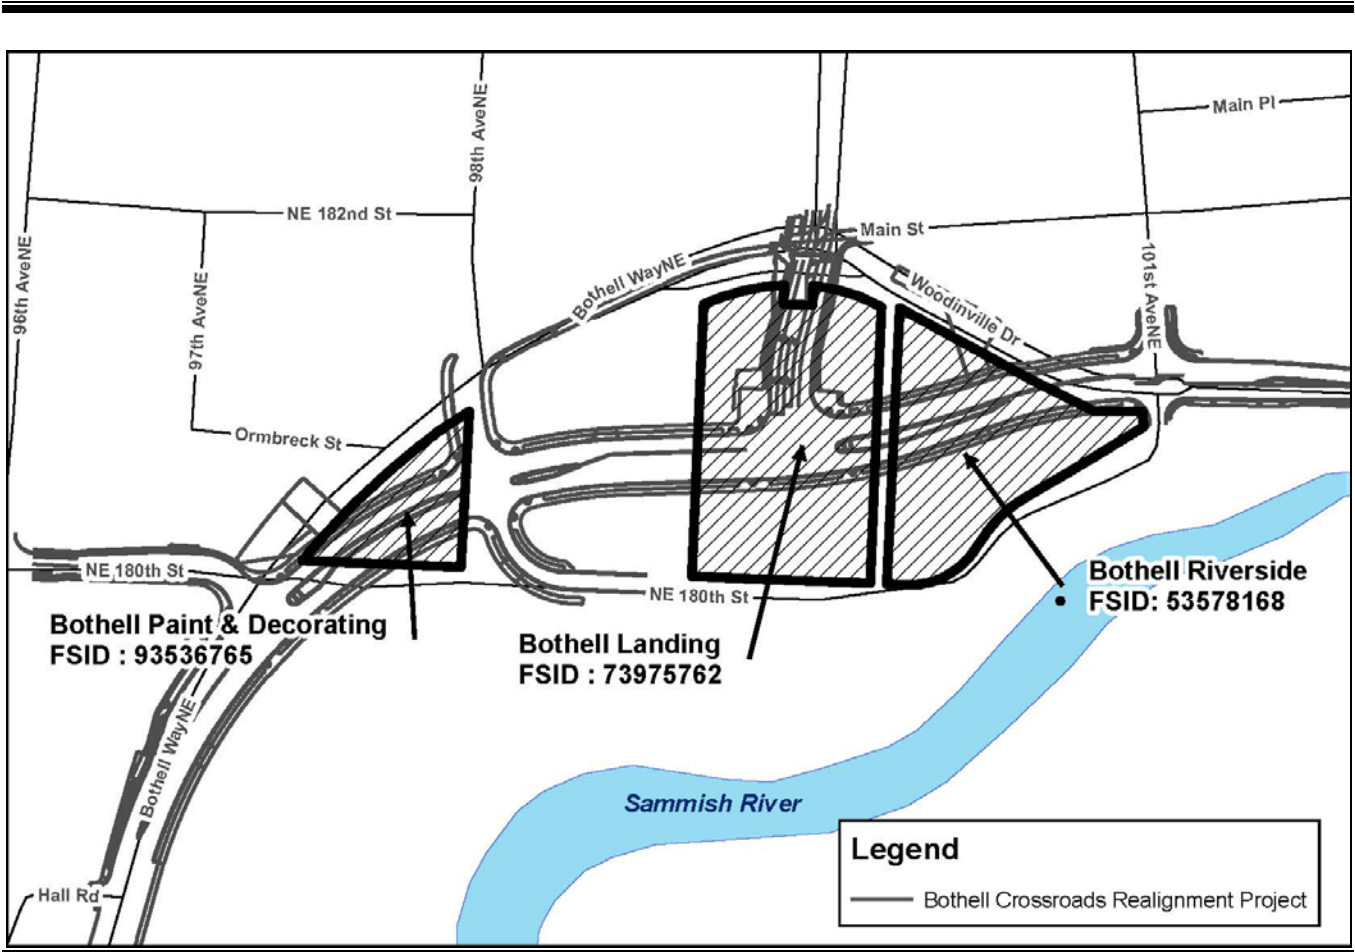 98th AveNE
Main Pl
NE 182nd St
Main St
96th AveNE
97th AveNE
Bothell WayNE
Woodinville Dr
101st AveNE
Ormbreck St
NE 180th St
NE 180th St
Bothell Riverside
FSID: 53578168
Bothell Paint & Decorating
FSID : 93536765
Bothell Landing
FSID : 73975762
Bothell WayNE
Sammish River
Hall Rd
Legend
Bothell Crossroads Realignment Project